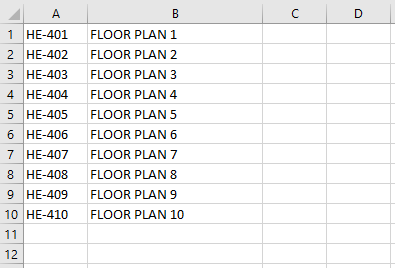 A B C D
1 HE-401 FLOOR PLAN 1
2 HE-402 FLOOR PLAN 2
3 HE-403 FLOOR PLAN 3
4 HE-404 FLOOR PLAN 4
5 HE-405 FLOOR PLAN 5
6 HE-406 FLOOR PLAN 6
7 HE-407 FLOOR PLAN 7
8 HE-408 FLOOR PLAN 8
9 HE-409 FLOOR PLAN 9
10 HE-410 FLOOR PLAN 10
11
12